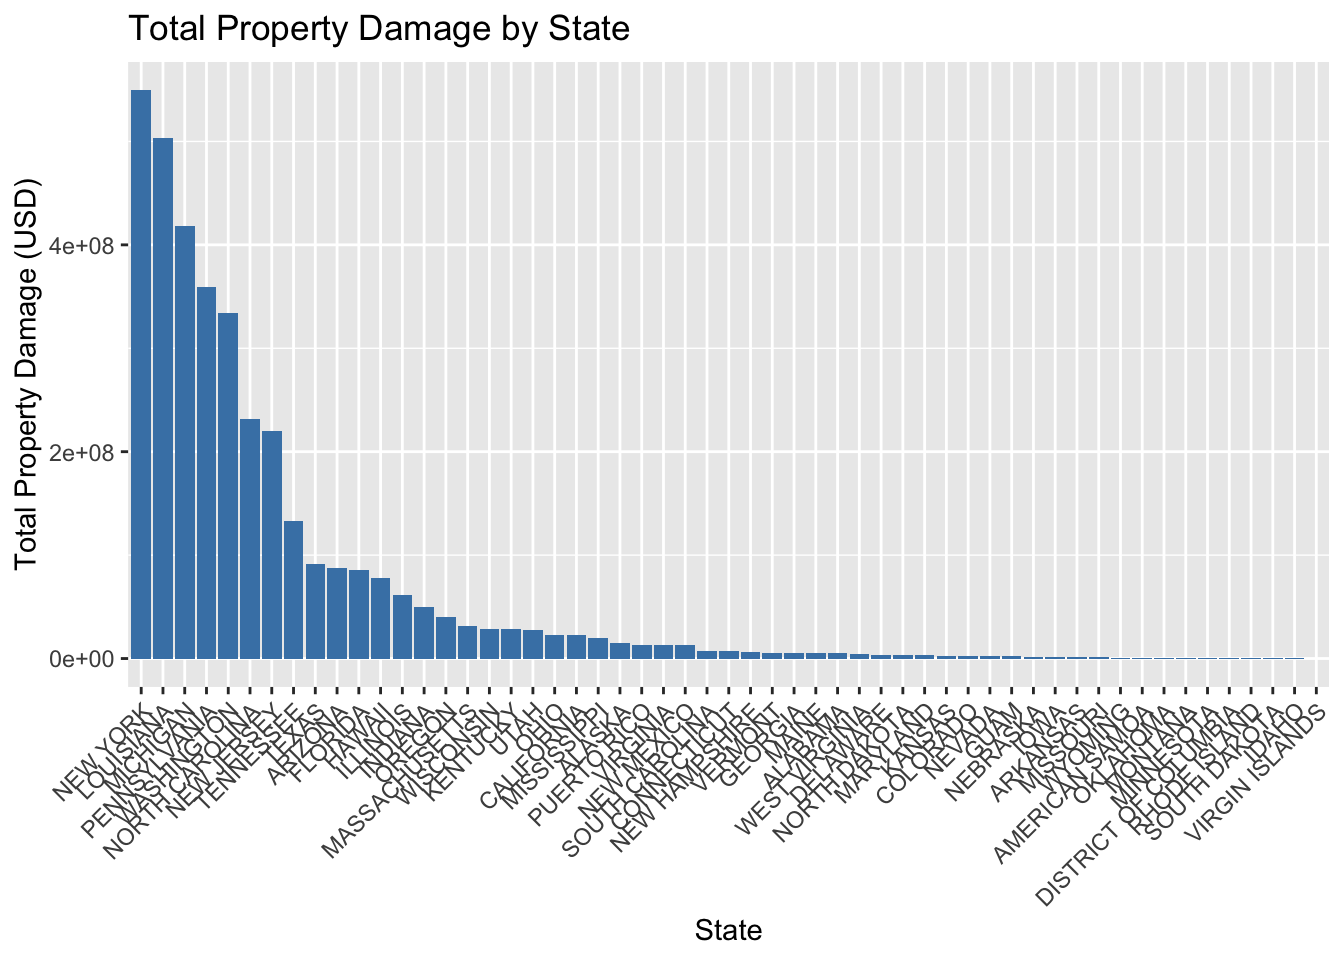 Total Property Damage by State
Total Property Damage (USD)
4e+08
2e+08
0e+00
NEW YORK
LOUISIANA
MICHIGAN
PENNSYLVANIA
WASHINGTON
NORTH CAROLINA
NEW JERSEY
TENNESSEE
TEXAS
ARIZONA
FLORIDA
HAWAII
ILLINOIS
INDIANA
OREGON
MASSACHUSETTS
WISCONSIN
KENTUCKY
UTAH
OHIO
CALIFORNIA
MISSISSIPPI
ALASKA
PUERTO RICO
VIRGINIA
NEW MEXICO
SOUTH CAROLINA
CONNECTICUT
NEW HAMPSHIRE
VERMONT
GEORGIA
MAINE
ALABAMA
WEST VIRGINIA
DELAWARE
NORTH DAKOTA
MARYLAND
KANSAS
COLORADO
NEVADA
GUAM
NEBRASKA
IOWA
ARKANSAS
MISSOURI
WYOMING
AMERICAN SAMOA
OKLAHOMA
MONTANA
MINNESOTA
DISTRICT OF COLUMBIA
RHODE ISLAND
SOUTH DAKOTA
IDAHO
VIRGIN ISLANDS
State